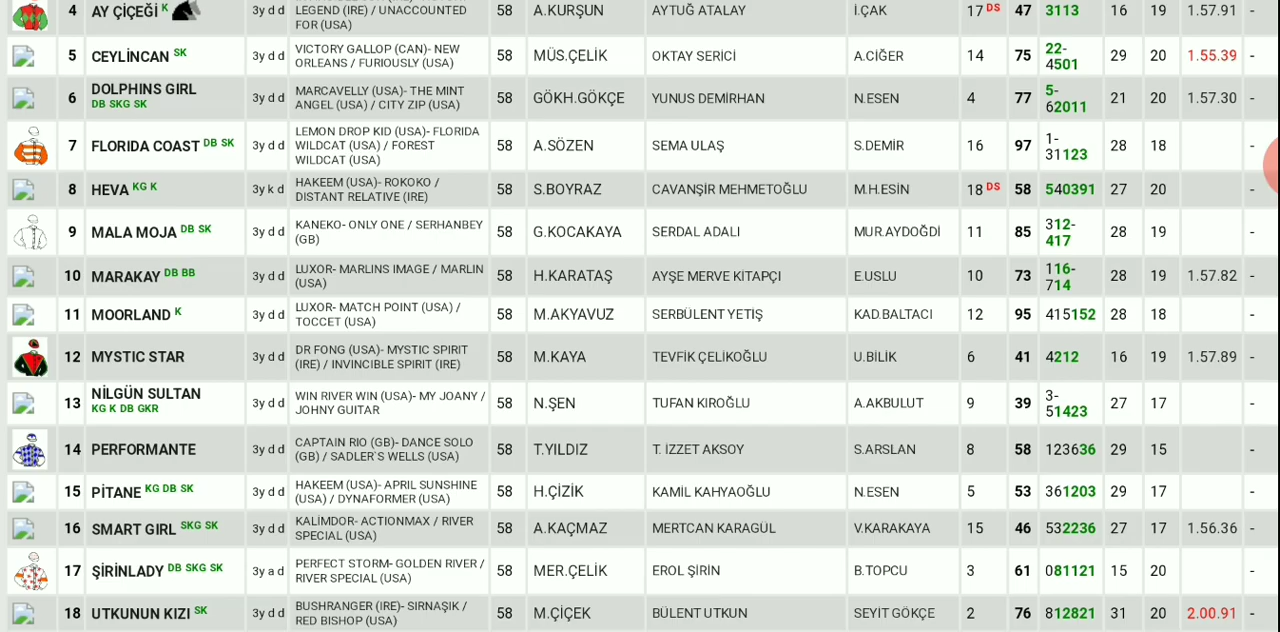 4 AY ÇİÇEĞİ K 3y d d LEGEND (IRE) / UNACCOUNTED FOR (USA) 58 A.KURŞUN AYTUĞ ATALAY İ.ÇAK 17 DS 47 3113 16 19 1.57.91 -
5 CEYLİNCAN SK 3y d d VICTORY GALLOP (CAN)- NEW ORLEANS / FURIOUSLY (USA) 58 MÜS.ÇELİK OKTAY SERİCİ A.CİĞER 14 75 22-4501 29 20 1.55.39 -
6 DOLPHINS GIRL DB SKG SK 3y d d MARCAVELLY (USA)- THE MINT ANGEL (USA) / CITY ZIP (USA) 58 GÖKH.GÖKÇE YUNUS DEMİRHAN N.ESEN 4 77 5-62011 21 20 1.57.30 -
7 FLORIDA COAST DB SK 3y d d LEMON DROP KID (USA)- FLORIDA WILDCAT (USA) / FOREST WILDCAT (USA) 58 A.SÖZEN SEMA ULAŞ S.DEMİR 16 97 1-31123 28 18 -
8 HEVA KG K 3y k d HAKEEM (USA)- ROKOKO / DISTANT RELATIVE (IRE) 58 S.BOYRAZ CAVANŞİR MEHMETOĞLU M.H.ESİN 18 DS 58 540391 27 20 -
9 MALA MOJA DB SK 3y d d KANEKO- ONLY ONE / SERHANBEY (GB) 58 G.KOCAKAYA SERDAL ADALI MUR.AYDOĞDİ 11 85 312-417 28 19 -
10 MARAKAY DB BB 3y d d LUXOR- MARLINS IMAGE / MARLIN (USA) 58 H.KARATAŞ AYŞE MERVE KİTAPÇI E.USLU 10 73 116-714 28 19 1.57.82 -
11 MOORLAND K 3y d d LUXOR- MATCH POINT (USA) / TOCCET (USA) 58 M.AKYAVUZ SERBÜLENT YETİŞ KAD.BALTACI 12 95 415152 28 18 -
12 MYSTIC STAR 3y d d DR FONG (USA)- MYSTIC SPIRIT (IRE) / INVINCIBLE SPIRIT (IRE) 58 M.KAYA TEVFİK ÇELİKOĞLU U.BİLİK 6 41 4212 16 19 1.57.89 -
13 NİLGÜN SULTAN KG K DB GKR 3y d d WIN RIVER WIN (USA)- MY JOANY / JOHNY GUITAR 58 N.ŞEN TUFAN KIROĞLU A.AKBULUT 9 39 3-51423 27 17 -
14 PERFORMANTE 3y d d CAPTAIN RIO (GB)- DANCE SOLO (GB) / SADLER'S WELLS (USA) 58 T.YILDIZ T. İZZET AKSOY S.ARSLAN 8 58 123636 29 15 -
15 PİTANE KG DB SK 3y d d HAKEEM (USA)- APRIL SUNSHINE (USA) / DYNAFORMER (USA) 58 H.ÇİZİK KAMİL KAHYAOĞLU N.ESEN 5 53 361203 29 17 -
16 SMART GIRL SKG SK 3y d d KALİMDOR- ACTIONMAX / RIVER SPECIAL (USA) 58 A.KAÇMAZ MERTCAN KARAGÜL V.KARAKAYA 15 46 532236 27 17 1.56.36 -
17 ŞİRİNLADY DB SKG SK 3y a d PERFECT STORM- GOLDEN RIVER / RIVER SPECIAL (USA) 58 MER.ÇELİK EROL ŞİRİN B.TOPCU 3 61 081121 15 20 -
18 UTKUNUN KIZI SK 3y d d BUSHRANGER (IRE)- SIRNAŞIK / RED BISHOP (USA) 58 M.ÇİÇEK BÜLENT UTKUN SEYİT GÖKÇE 2 76 812821 31 20 2.00.91 -